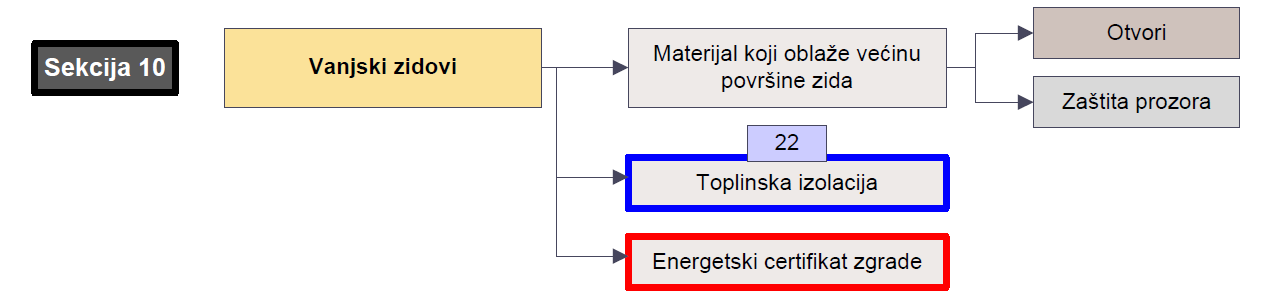 Sekcija 10
Vanjski zidovi
Materijal koji oblaže većinu
površine zida
Otvori
Zaštita prozora
22
Toplinska izolacija
Energetski certifikat zgrade